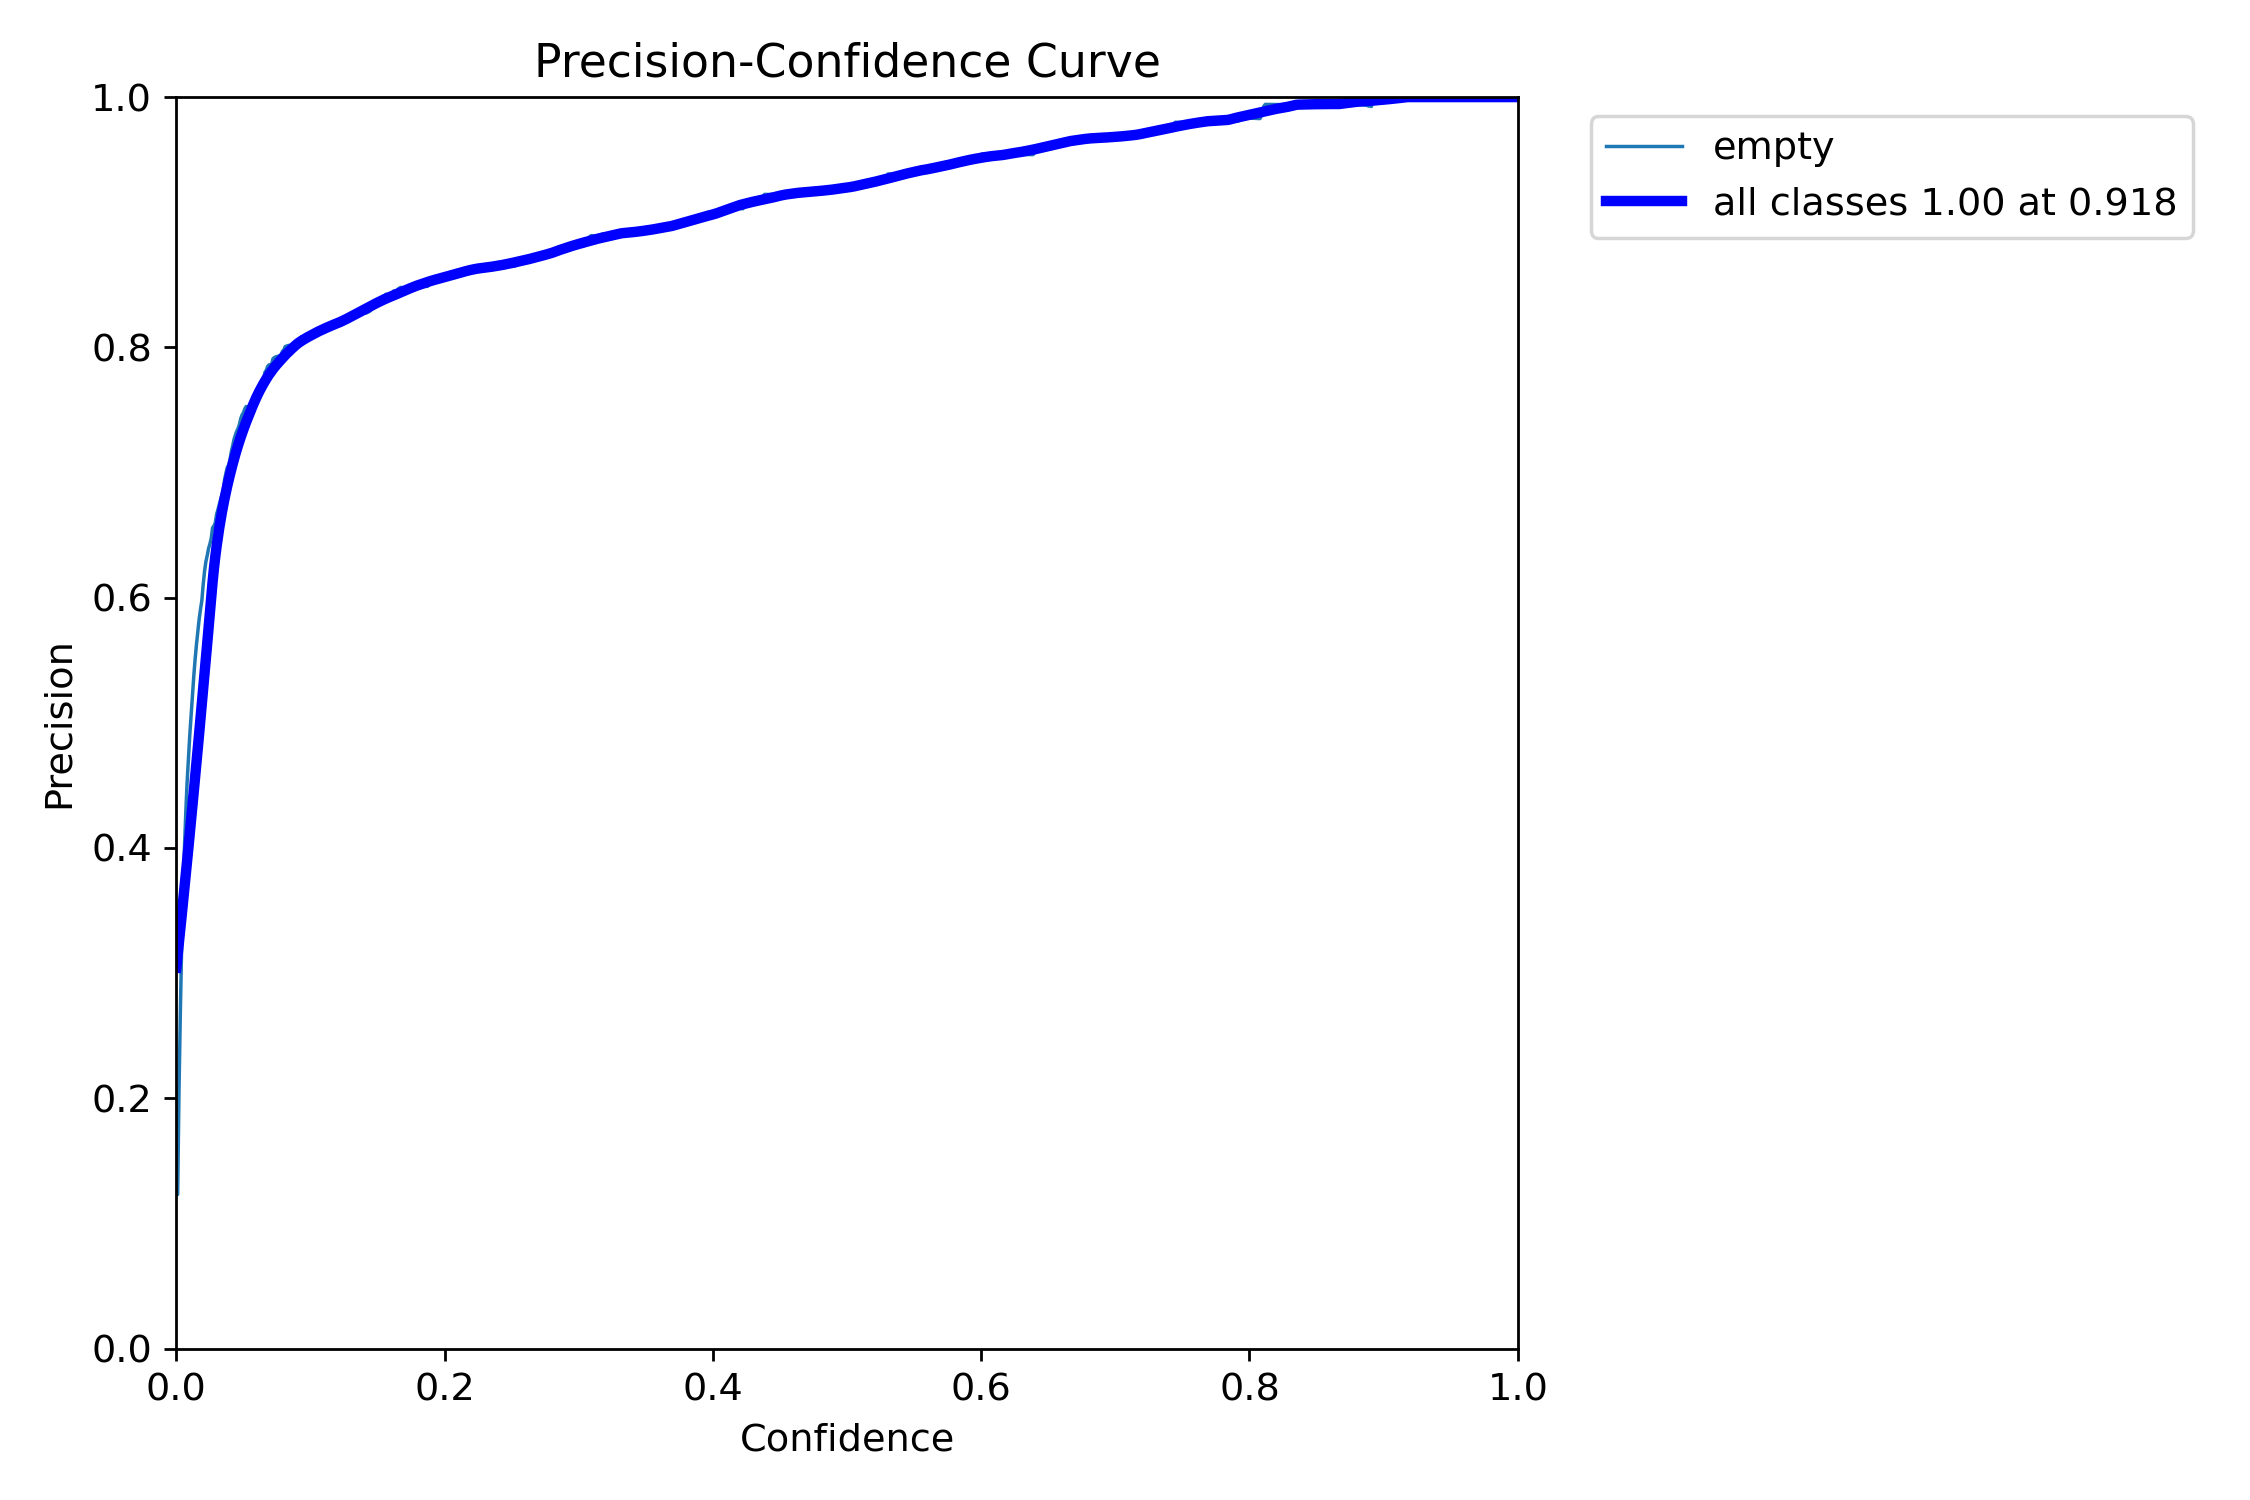 Precision-Confidence Curve
1.0
0.8
0.6
0.4
0.2
0.0
Precision
0.0 0.2 0.4 0.6 0.8 1.0
Confidence
empty
all classes 1.00 at 0.918